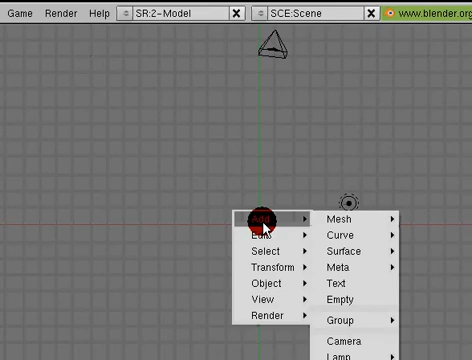 Game Render Help SR:2-Model SCE:Scene www.blender.org
Add
Edit
Select
Transform
Object
View
Render
Mesh
Curve
Surface
Meta
Text
Empty
Group
Camera
Lamp